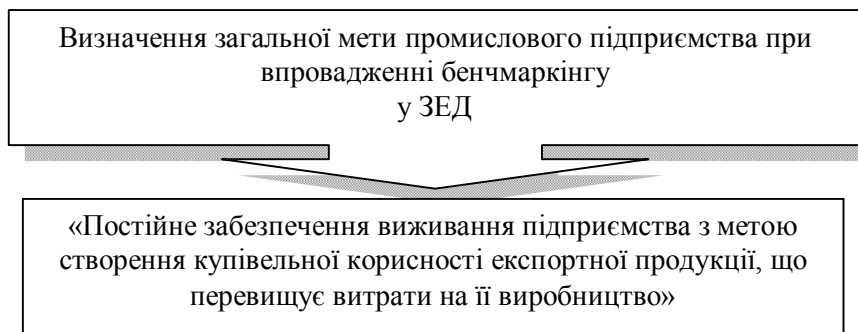 Визначення загальної мети промислового підприємства при
впровадженні бенчмаркінгу
у ЗЕД
«Постійне забезпечення виживання підприємства з метою
створення купівельної корисності експортної продукції, що
перевищує витрати на її виробництво»